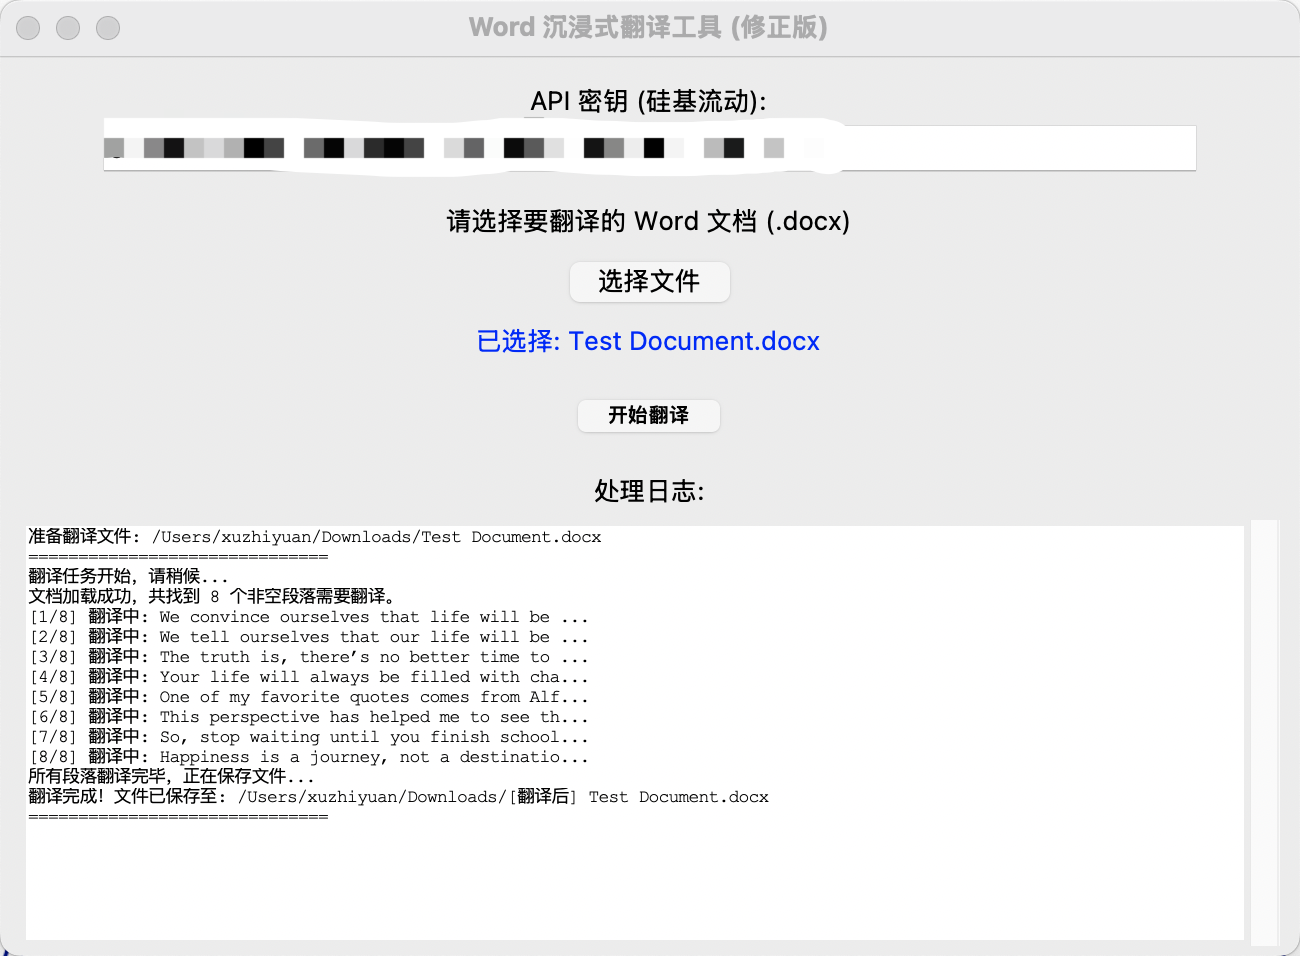 Word 沉浸式翻译工具 (修正版)
API 密钥 (硅基流动):
请选择要翻译的 Word 文档 (.docx)
选择文件
已选择: Test Document.docx
开始翻译
处理日志:
准备翻译文件: /Users/xuzhiyuan/Downloads/Test Document.docx
==============================
翻译任务开始，请稍候...
文档加载成功，共找到 8 个非空段落需要翻译。
[1/8] 翻译中: We convince ourselves that life will be ...
[2/8] 翻译中: We tell ourselves that our life will be ...
[3/8] 翻译中: The truth is, there’s no better time to ...
[4/8] 翻译中: Your life will always be filled with cha...
[5/8] 翻译中: One of my favorite quotes comes from Alf...
[6/8] 翻译中: This perspective has helped me to see th...
[7/8] 翻译中: So, stop waiting until you finish school...
[8/8] 翻译中: Happiness is a journey, not a destinatio...
所有段落翻译完毕，正在保存文件...
翻译完成！文件已保存至: /Users/xuzhiyuan/Downloads/[翻译后] Test Document.docx
==============================